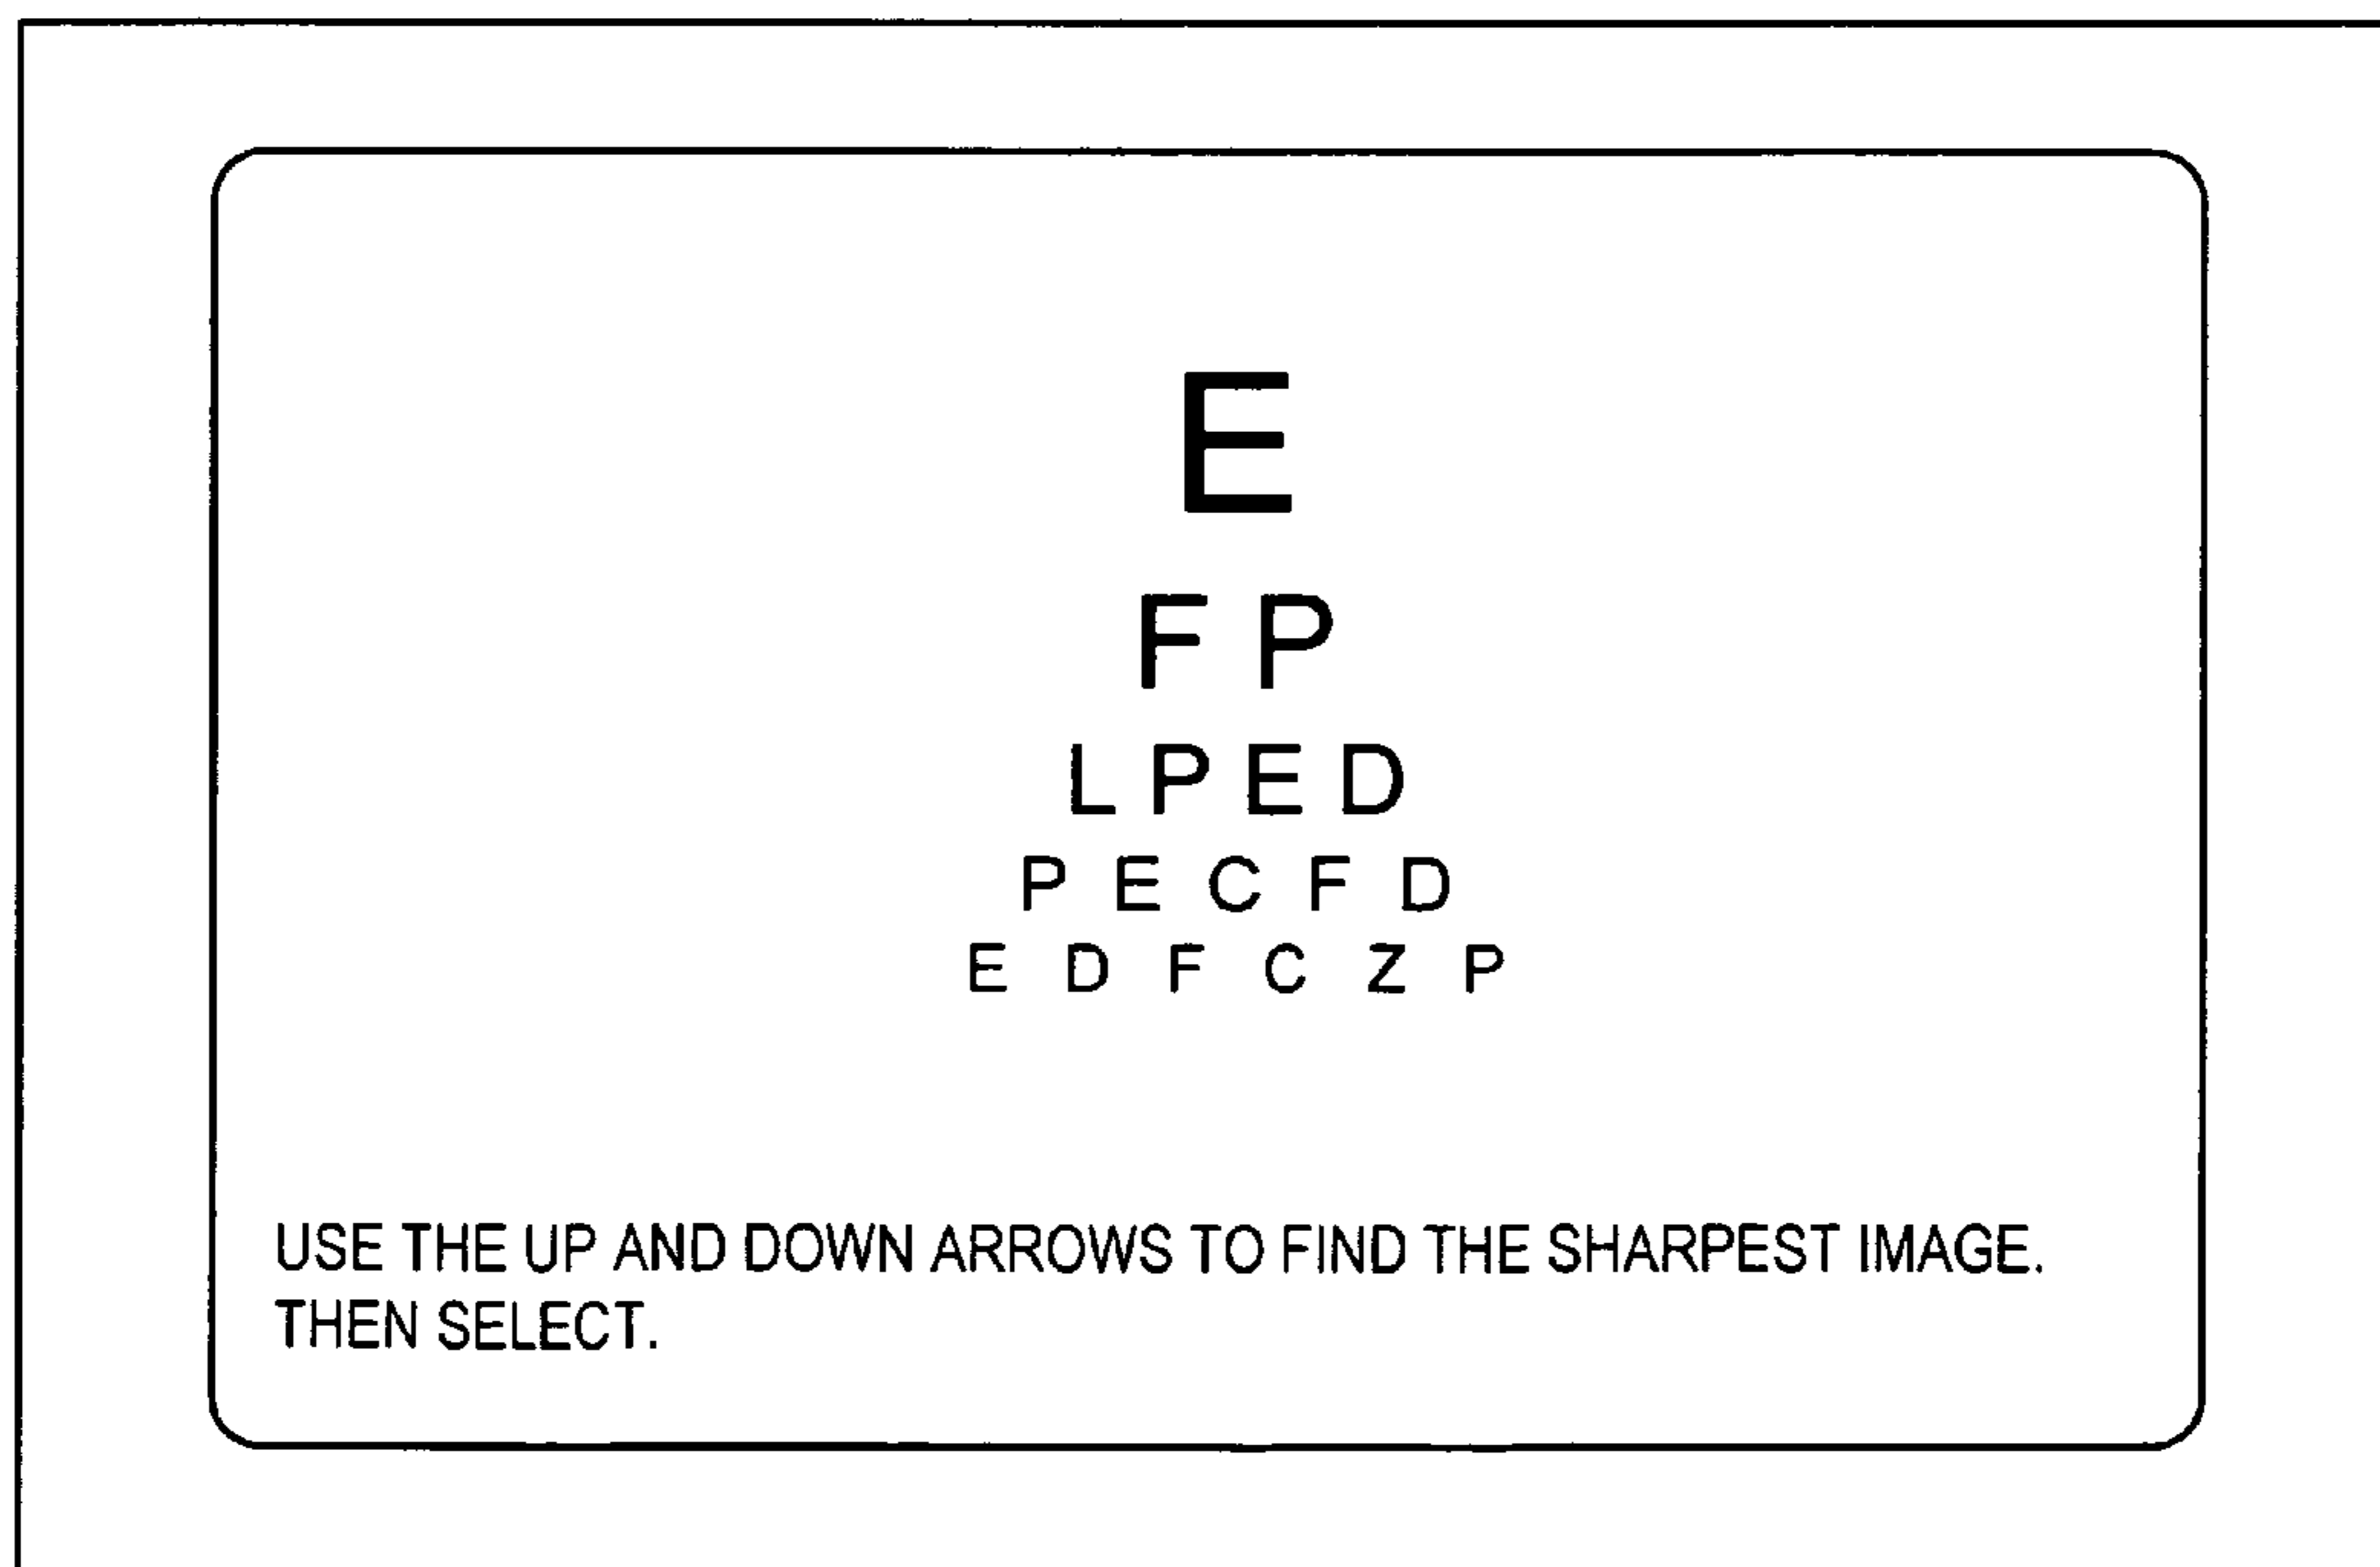 E
F P
L P E D
P E C F D
E D F C Z P
USE THE UP AND DOWN ARROWS TO FIND THE SHARPEST IMAGE.
THEN SELECT.